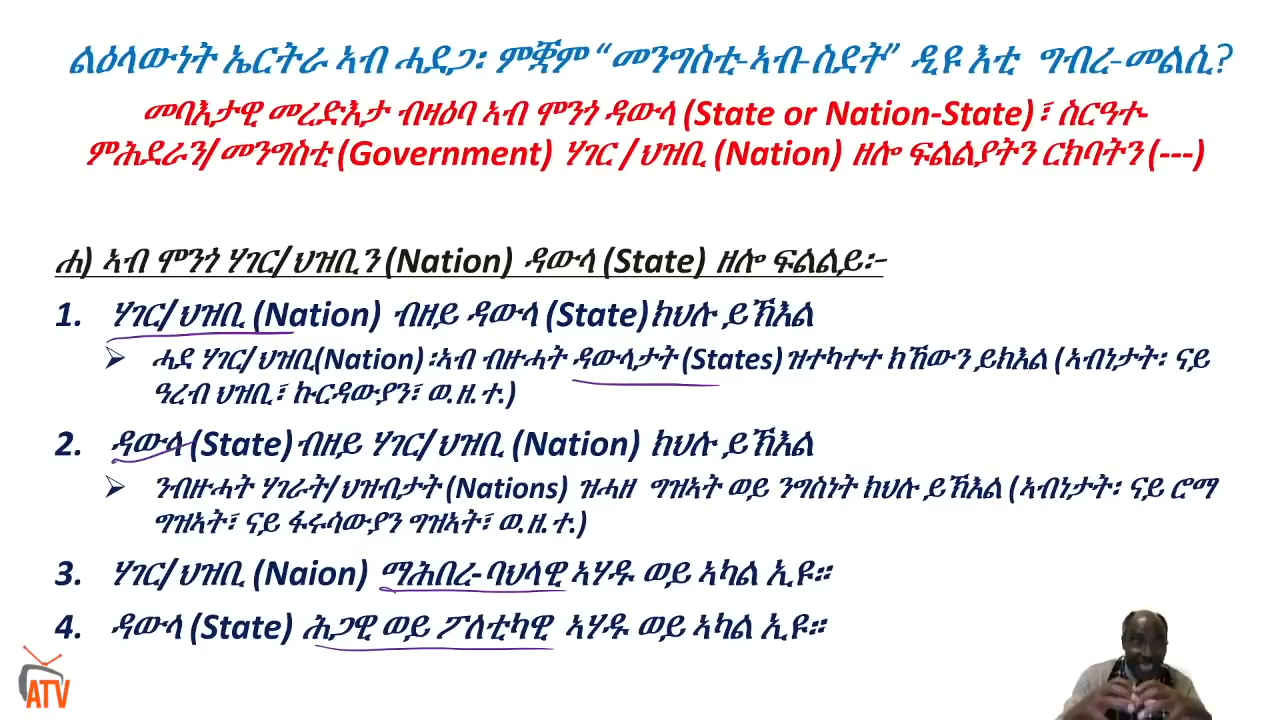 ልዕላውነት ኤርትራ ኣብ ሓደጋ፡ ምቛም “መንግስቲ-ኣብ-ስደት” ዲዩ እቲ ግብረ-መልሲ?
መባእታዊ መረድእታ ብዛዕባ ኣብ ሞንጎ ዳውላ (State or Nation-State) ፣ ስርዓተ-
ምሕደራን/መንግስቲ (Government) ሃገር /ህዝቢ (Nation) ዘሎ ፍልልያትን ርክባትን (---)
ሐ) ኣብ ሞንጎ ሃገር/ህዝቢን (Nation) ዳውላ (State) ዘሎ ፍልልይ፡-
1. ሃገር/ህዝቢ (Nation) ብዘይ ዳውላ (State) ክህሉ ይኽእል
➢ ሓደ ሃገር/ህዝቢ(Nation) ፡ኣብ ብዙሓት ዳውላታት (States) ዝተካተተ ክኸውን ይክእል (ኣብነታት፡ ናይ
ዓረብ ህዝቢ፣ ኩርዳውያን፣ ወ.ዘ.ተ.)
2. ዳውላ (State) ብዘይ ሃገር/ህዝቢ (Nation) ክህሉ ይኽእል
➢ ንብዙሓት ሃገራት/ህዝብታት (Nations) ዝሓዘ ግዝኣት ወይ ንግስነት ክህሉ ይኽእል (ኣብነታት፡ ናይ ሮማ
ግዝኣት፣ ናይ ፋሩሳውያን ግዝኣት፣ ወ.ዘ.ተ.)
3. ሃገር/ህዝቢ (Naion) ማሕበረ-ባህላዊ ኣሃዱ ወይ ኣካል ኢዩ።
4. ዳውላ (State) ሕጋዊ ወይ ፖለቲካዊ ኣሃዱ ወይ ኣካል ኢዩ።
ATV